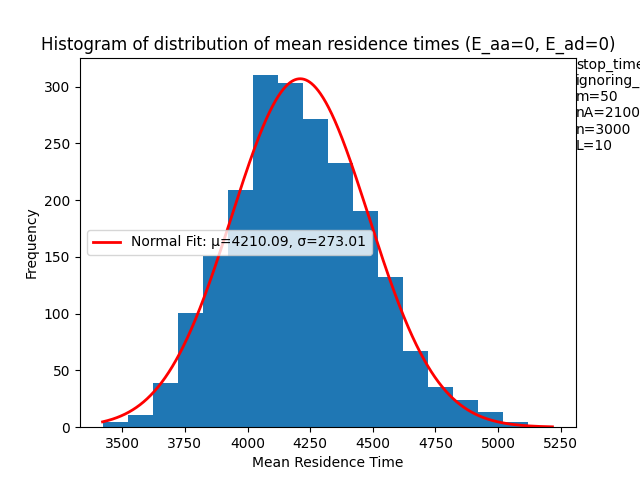 Histogram of distribution of mean residence times (E_aa=0, E_ad=0)
stop_time
ignoring_
m=50
nA=2100
n=3000
L=10
Frequency
300
250
200
150
100
50
0
Normal Fit: μ=4210.09, σ=273.01
3500 3750 4000 4250 4500 4750 5000 5250
Mean Residence Time